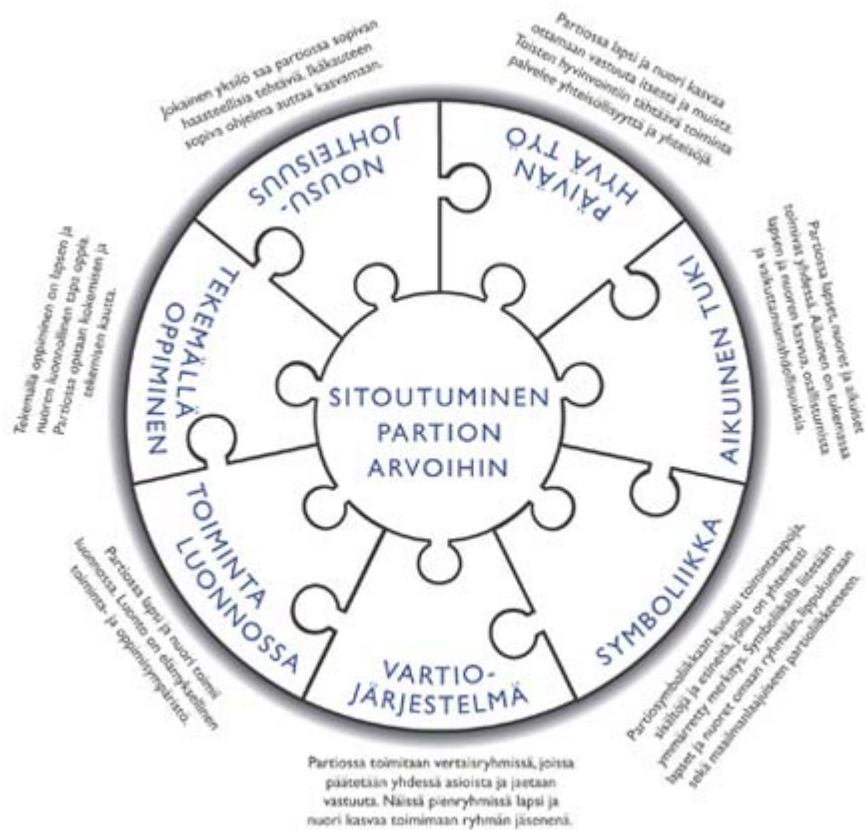 Jokainen yksilö saa partiossa sopivan
haasteellisia tehtäviä. Ikäkauteen
sopiva ohjelma auttaa kasvamaan.
Partiossa lapsi ja nuori kasvaa
ottamaan vastuuta itsestä ja muista.
Toisten hyvinvointiin tähtäävä toiminta
palvelee yhteisöllisyyttä ja yhteisöjä.
Partiossa lapset, nuoret ja aikuiset
toimivat yhdessä. Aikuinen on tukemassa
lapsen ja nuoren kasvua, osallistumista
ja vaikuttamismahdollisuuksia.
Partiosymboliikkaan kuuluu toimintatapoja,
sisältöjä ja esineitä, joilla on yhteisesti
ymmärretty merkitys. Symboliikalla liitetään
lapset ja nuoret omaan ryhmään, lippukuntaan
sekä maailmanlaajuiseen partioliikkeeseen.
Partiossa toimitaan vertaisryhmissä, joissa
päätetään yhdessä asioista ja jaetaan
vastuuta. Näissä pienryhmissä lapsi ja
nuori kasvaa toimimaan ryhmän jäsenenä.
Partiossa lapsi ja nuori toimii
luonnossa. Luonto on elämyksellinen
toiminta- ja oppimisympäristö.
Tekemällä oppiminen on lapsen ja
nuoren luonnollinen tapa oppia.
Partiossa opitaan kokemisen ja
tekemisen kautta.
NOUSU-
JOHTEISUUS
PÄIVÄN
HYVÄ TYÖ
AIKUINEN TUKI
SYMBOLIIKKA
VARTIO-
JÄRJESTELMÄ
TOIMINTA
LUONNOSSA
TEKEMÄLLÄ
OPPIMINEN
SITOUTUMINEN
PARTION
ARVOIHIN